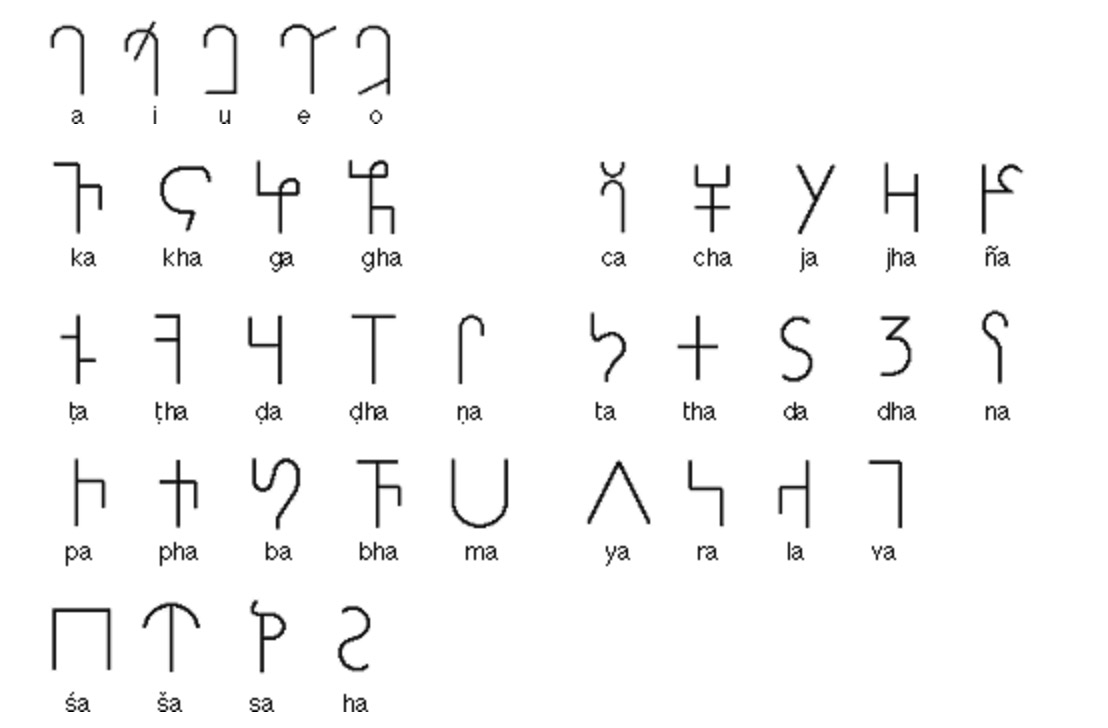 𐨀 𐨀𐨁 𐨀𐨂 𐨀𐨅 𐨀𐨆
a i u e o
𐨐 𐨑 𐨒 𐨓 𐨕 𐨖 𐨗 𐨙
ka kha ga gha ca cha ja jha ña
𐨚 𐨛 𐨜 𐨝 𐨞 𐨟 𐨠 𐨡 𐨢 𐨣
ṭa ṭha ḍa ḍha ṇa ta tha da dha na
𐨤 𐨥 𐨦 𐨧 𐨨 𐨩 𐨪 𐨫 𐨬
pa pha ba bha ma ya ra la va
𐨭 𐨮 𐨯 𐨱
śa ša sa ha